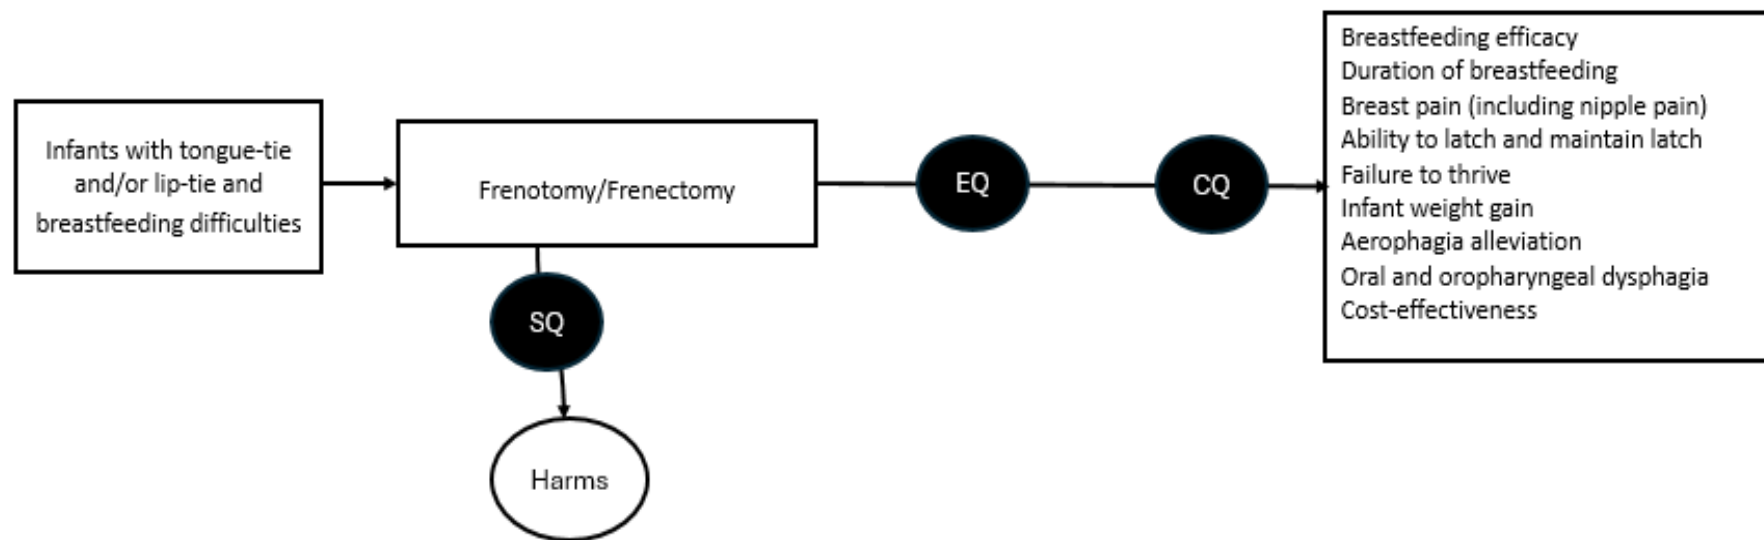 Infants with tongue-tie
and/or lip-tie and
breastfeeding difficulties
Frenotomy/Frenectomy
EQ
CQ
Breastfeeding efficacy
Duration of breastfeeding
Breast pain (including nipple pain)
Ability to latch and maintain latch
Failure to thrive
Infant weight gain
Aerophagia alleviation
Oral and oropharyngeal dysphagia
Cost-effectiveness
SQ
Harms